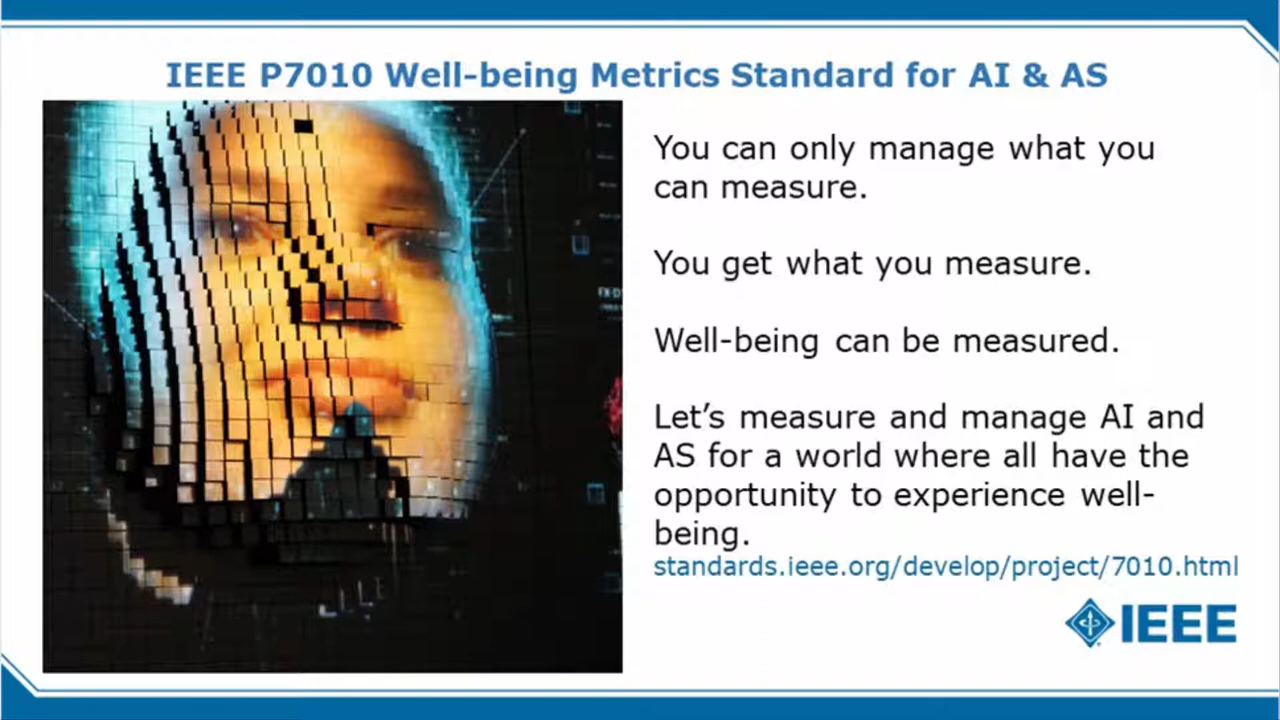 IEEE P7010 Well-being Metrics Standard for AI & AS
You can only manage what you
can measure.
You get what you measure.
Well-being can be measured.
Let's measure and manage AI and
AS for a world where all have the
opportunity to experience well-
being.
standards.ieee.org/develop/project/7010.html
IEEE